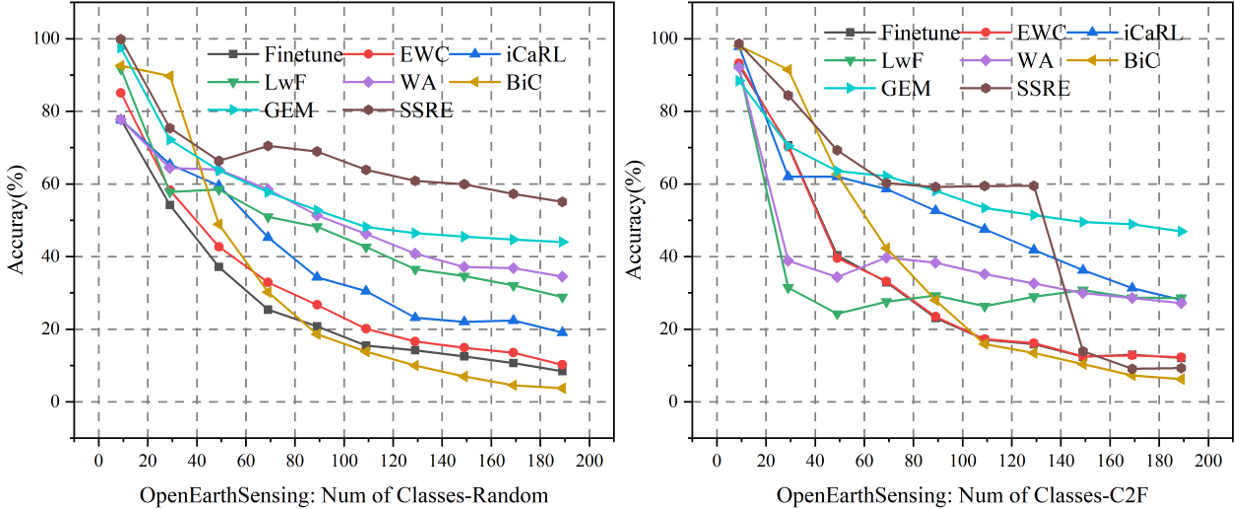 Accuray(%)
100
80
60
40
20
0
Finetune EWC iCaRL
LwF WA BiC
GEM SSRE
0 20 40 60 80 100 120 140 160 180 200
OpenEarthSensing: Num of Classes-Random
Accuracy(%)
100
80
60
40
20
0
Finetune EWC iCaRL
LwF WA BiC
GEM SSRE
0 20 40 60 80 100 120 140 160 180 200
OpenEarthSensing: Num of Classes-C2F